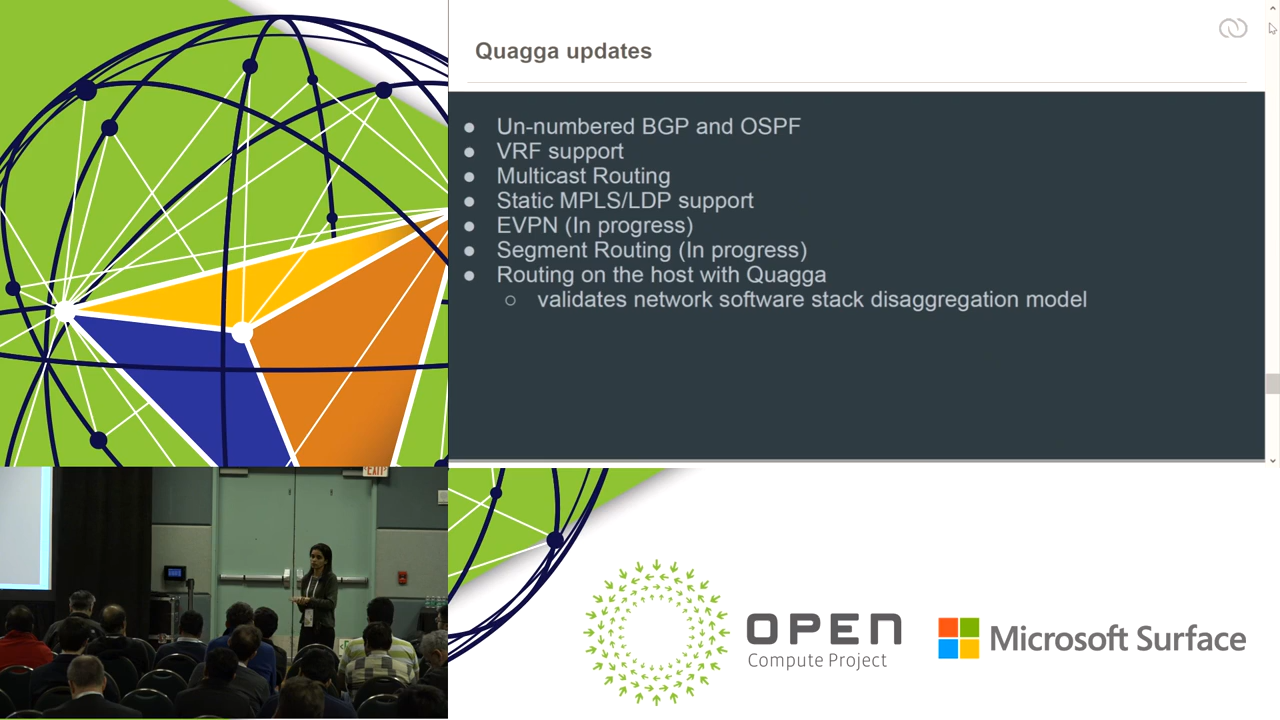 Quagga updates
● Un-numbered BGP and OSPF
● VRF support
● Multicast Routing
● Static MPLS/LDP support
● EVPN (In progress)
● Segment Routing (In progress)
● Routing on the host with Quagga
○ validates network software stack disaggregation model
EXIT
OPEN
Compute Project
Microsoft Surface